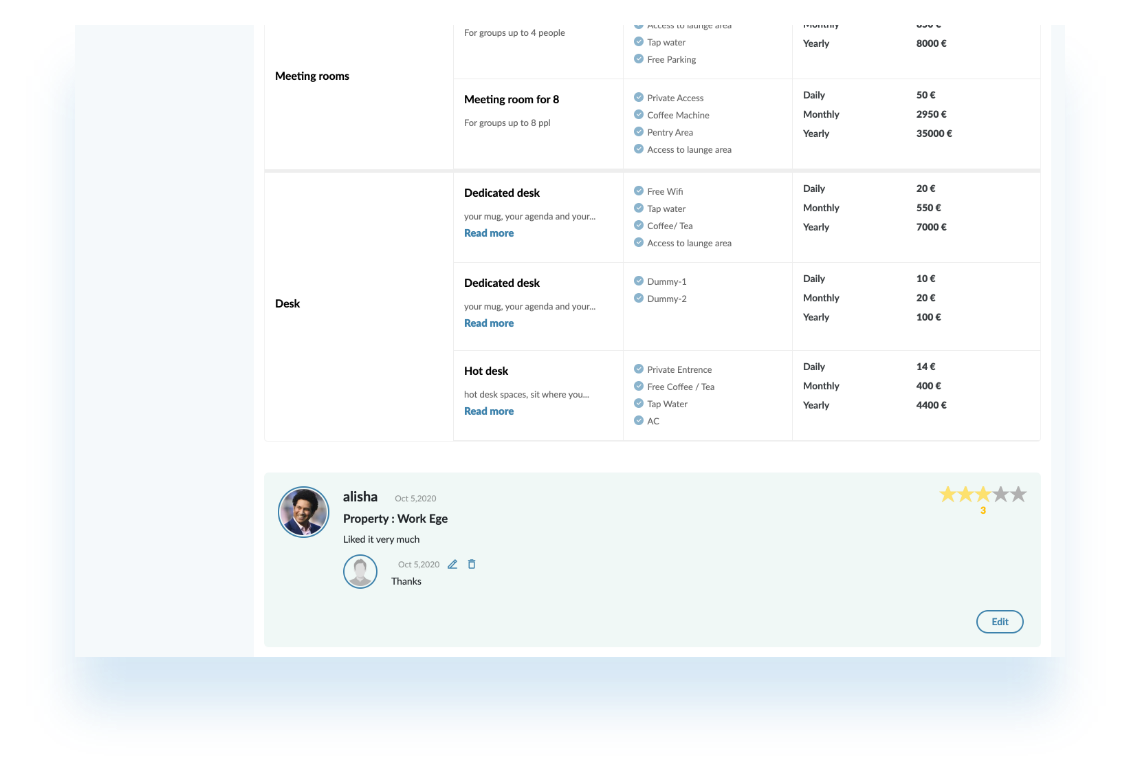 Access to launge area
Monthly 850 €
For groups up to 4 people
Tap water
Yearly 8000 €
Free Parking
Meeting rooms
Meeting room for 8
For groups up to 8 ppl
Private Access
Coffee Machine
Pentry Area
Access to launge area
Daily 50 €
Monthly 2950 €
Yearly 35000 €
Desk
Dedicated desk
your mug, your agenda and your...
Read more
Free Wifi
Tap water
Coffee/ Tea
Access to launge area
Daily 20 €
Monthly 550 €
Yearly 7000 €
Dedicated desk
your mug, your agenda and your...
Read more
Dummy-1
Dummy-2
Daily 10 €
Monthly 20 €
Yearly 100 €
Hot desk
hot desk spaces, sit where you...
Read more
Private Entrence
Free Coffee / Tea
Tap Water
AC
Daily 14 €
Monthly 400 €
Yearly 4400 €
alisha Oct 5,2020
3
Property : Work Ege
Liked it very much
Oct 5,2020
Thanks
Edit